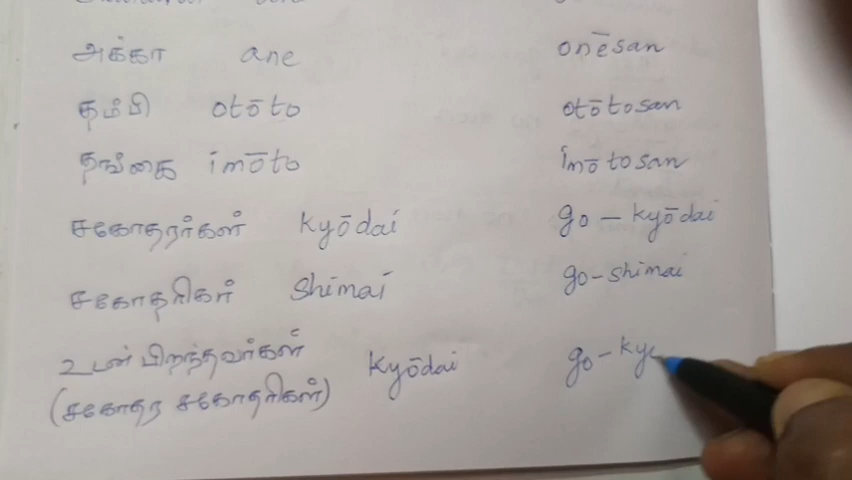 அக்கா ane onēsan
தம்பி otōto otōtosan
தங்கை imōto imōtosan
சகோதரர்கள் kyōdai go - kyōdai
சகோதரிகள் Shimai go-shimai
உடன் பிறந்தவர்கள்
(சகோதர சகோதரிகள்) kyōdai go-ky